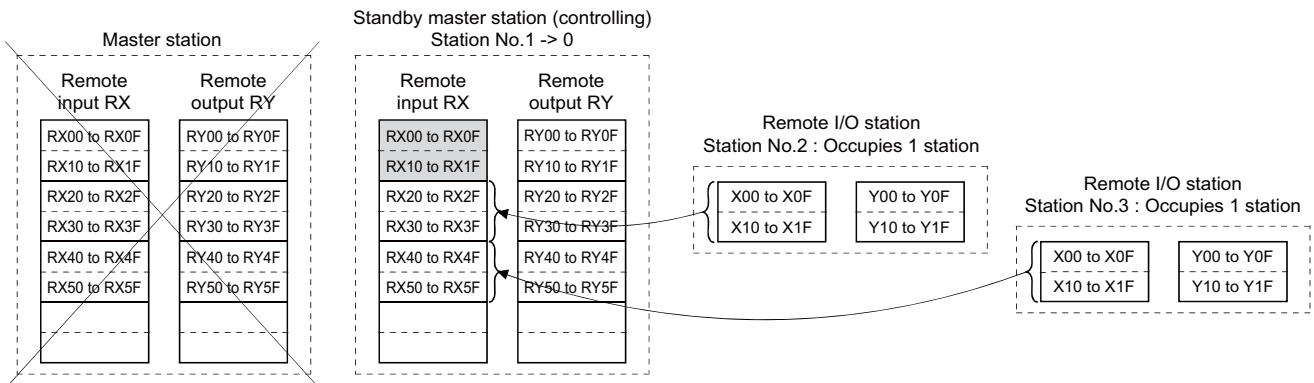 Master station
Remote
input RX
Remote
output RY
RX00 to RX0F
RY00 to RY0F
RX10 to RX1F
RY10 to RY1F
RX20 to RX2F
RY20 to RY2F
RX30 to RX3F
RY30 to RY3F
RX40 to RX4F
RY40 to RY4F
RX50 to RX5F
RY50 to RY5F
Standby master station (controlling)
Station No.1 -> 0
Remote
input RX
Remote
output RY
RX00 to RX0F
RY00 to RY0F
RX10 to RX1F
RY10 to RY1F
RX20 to RX2F
RY20 to RY2F
RX30 to RX3F
RY30 to RY3F
RX40 to RX4F
RY40 to RY4F
RX50 to RX5F
RY50 to RY5F
Remote I/O station
Station No.2 : Occupies 1 station
X00 to X0F
Y00 to Y0F
X10 to X1F
Y10 to Y1F
Remote I/O station
Station No.3 : Occupies 1 station
X00 to X0F
Y00 to Y0F
X10 to X1F
Y10 to Y1F